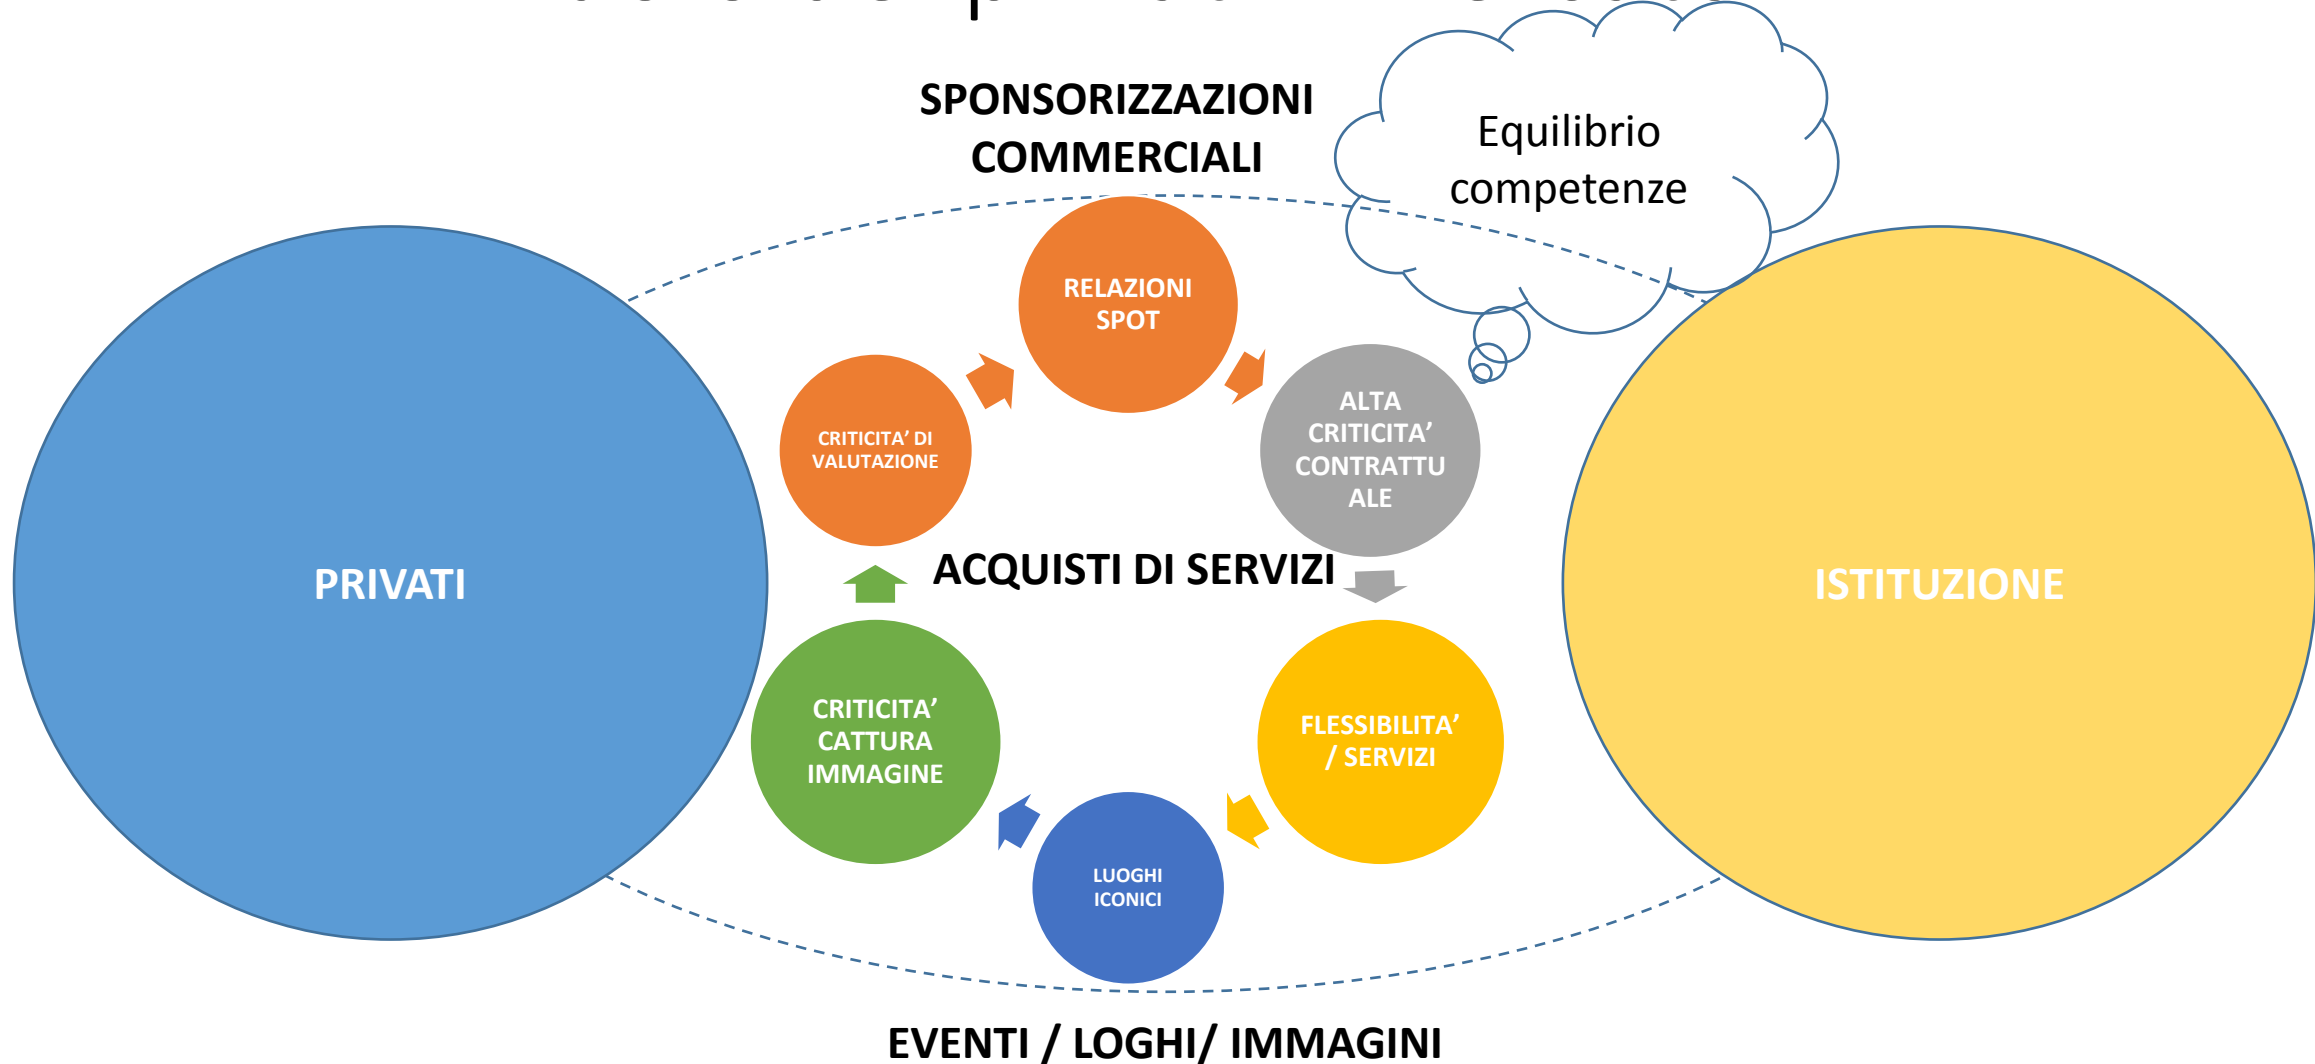 SPONSORIZZAZIONI
COMMERCIALI
Equilibrio
competenze
RELAZIONI
SPOT
ALTA
CRITICITA’
CONTRATTU
ALE
CRITICITA’ DI
VALUTAZIONE
ACQUISTI DI SERVIZI
PRIVATI
ISTITUZIONE
CRITICITA’
CATTURA
IMMAGINE
FLESSIBILITA’
/ SERVIZI
LUOGHI
ICONICI
EVENTI / LOGHI/ IMMAGINI